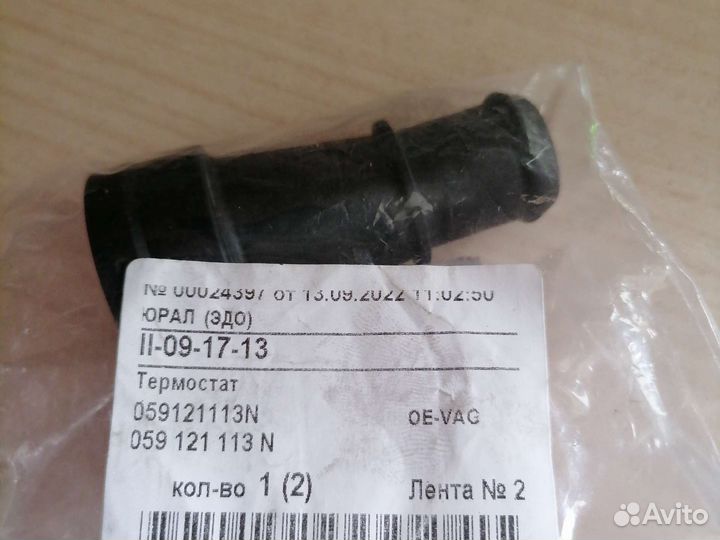 № 00024397 от 13.09.2022 11:02:50
ЮРАЛ (ЭДО)
II-09-17-13
Термостат
059121113N OE-VAG
059 121 113 N
кол-во 1 (2) Лента № 2
Avito